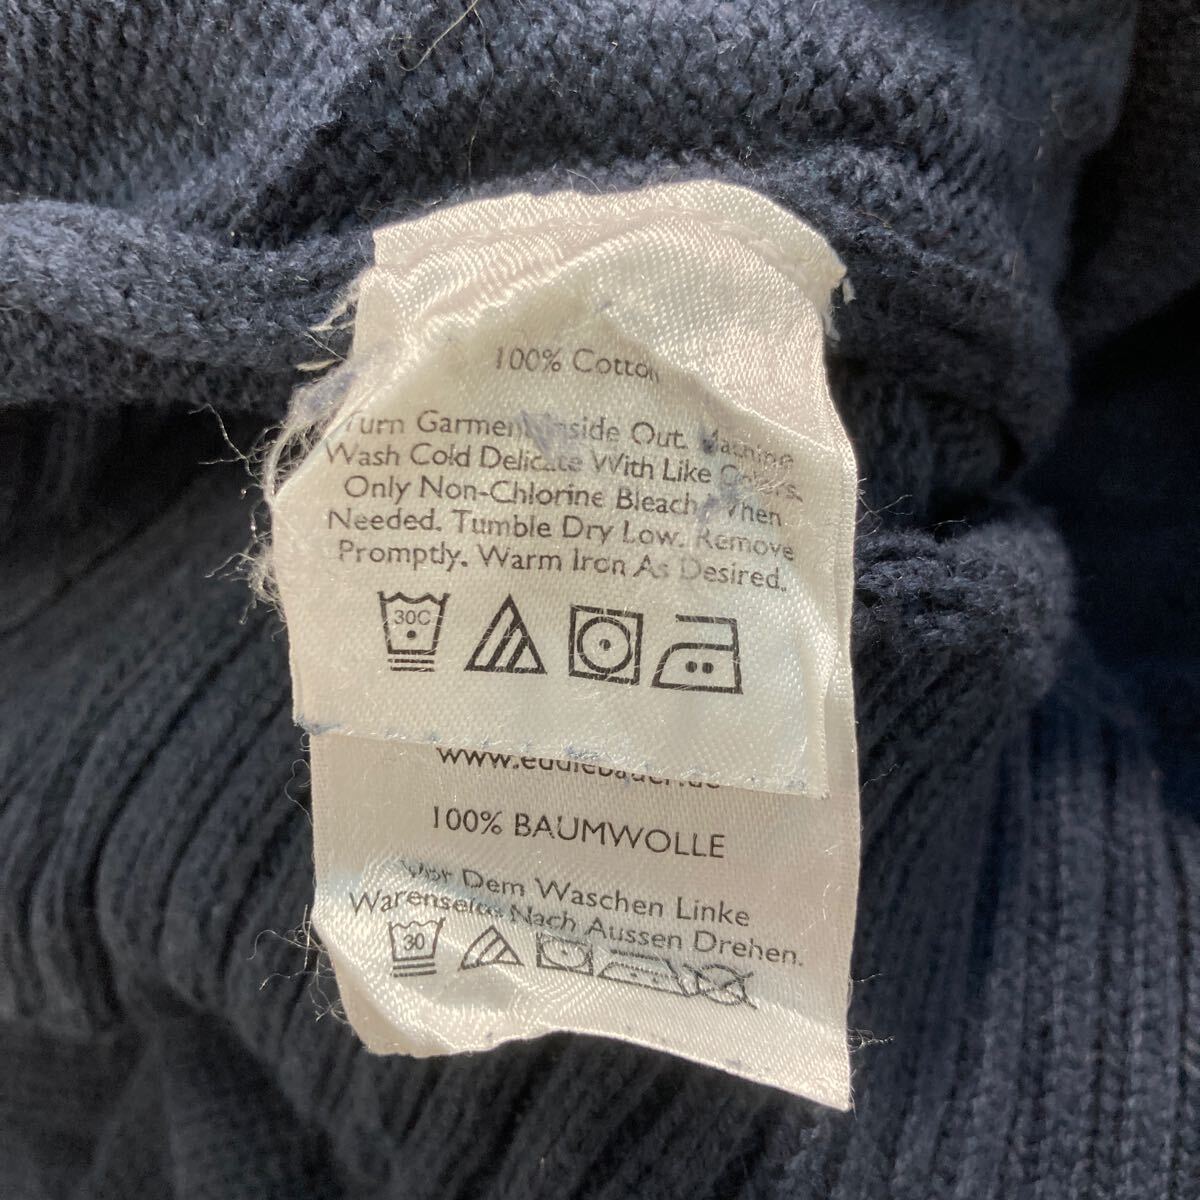 100% Cotton
Turn Garment Inside Out. Machine
Wash Cold Delicate With Like Colors.
Only Non-Chlorine Bleach When
Needed. Tumble Dry Low. Remove
Promptly. Warm Iron As Desired.
30C
www.eddiebauer.de
100% BAUMWOLLE
Vor Dem Waschen Linke
Warenseite Nach Aussen Drehen.
30